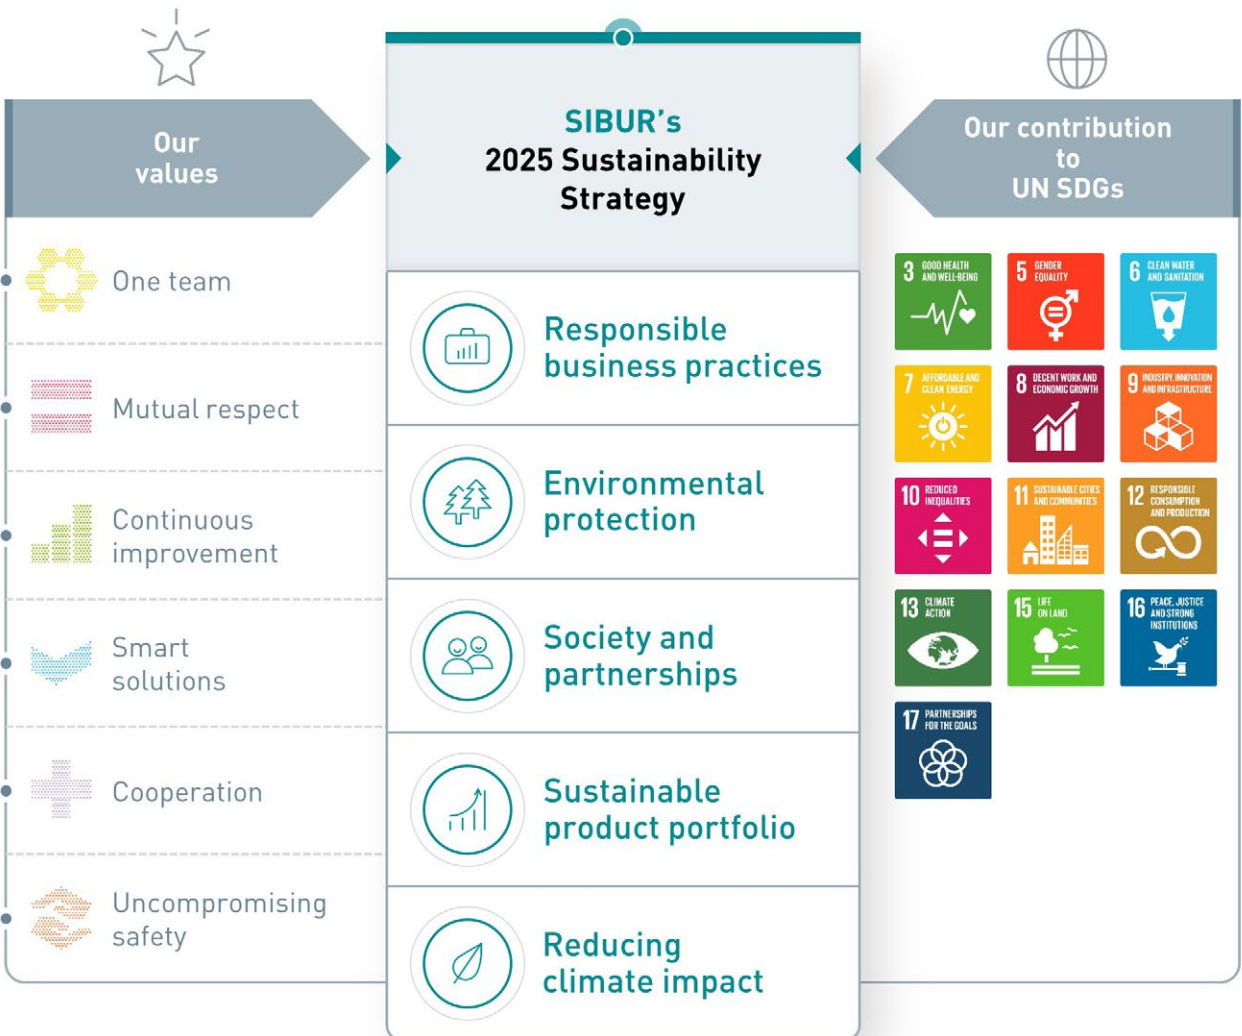 Our
values
One team
Mutual respect
Continuous
improvement
Smart
solutions
Cooperation
Uncompromising
safety
SIBUR's
2025 Sustainability
Strategy
Responsible
business practices
Environmental
protection
Society and
partnerships
Sustainable
product portfolio
Reducing
climate impact
Our contribution
to
UN SDGs
3 GOOD HEALTH
AND WELL-BEING
5 GENDER
EQUALITY
6 CLEAN WATER
AND SANITATION
7 AFFORDABLE AND
CLEAN ENERGY
8 DECENT WORK AND
ECONOMIC GROWTH
9 INDUSTRY, INNOVATION
AND INFRASTRUCTURE
10 REDUCED
INEQUALITIES
11 SUSTAINABLE CITIES
AND COMMUNITIES
12 RESPONSIBLE
CONSUMPTION
AND PRODUCTION
13 CLIMATE
ACTION
15 LIFE
ON LAND
16 PEACE, JUSTICE
AND STRONG
INSTITUTIONS
17 PARTNERSHIPS
FOR THE GOALS